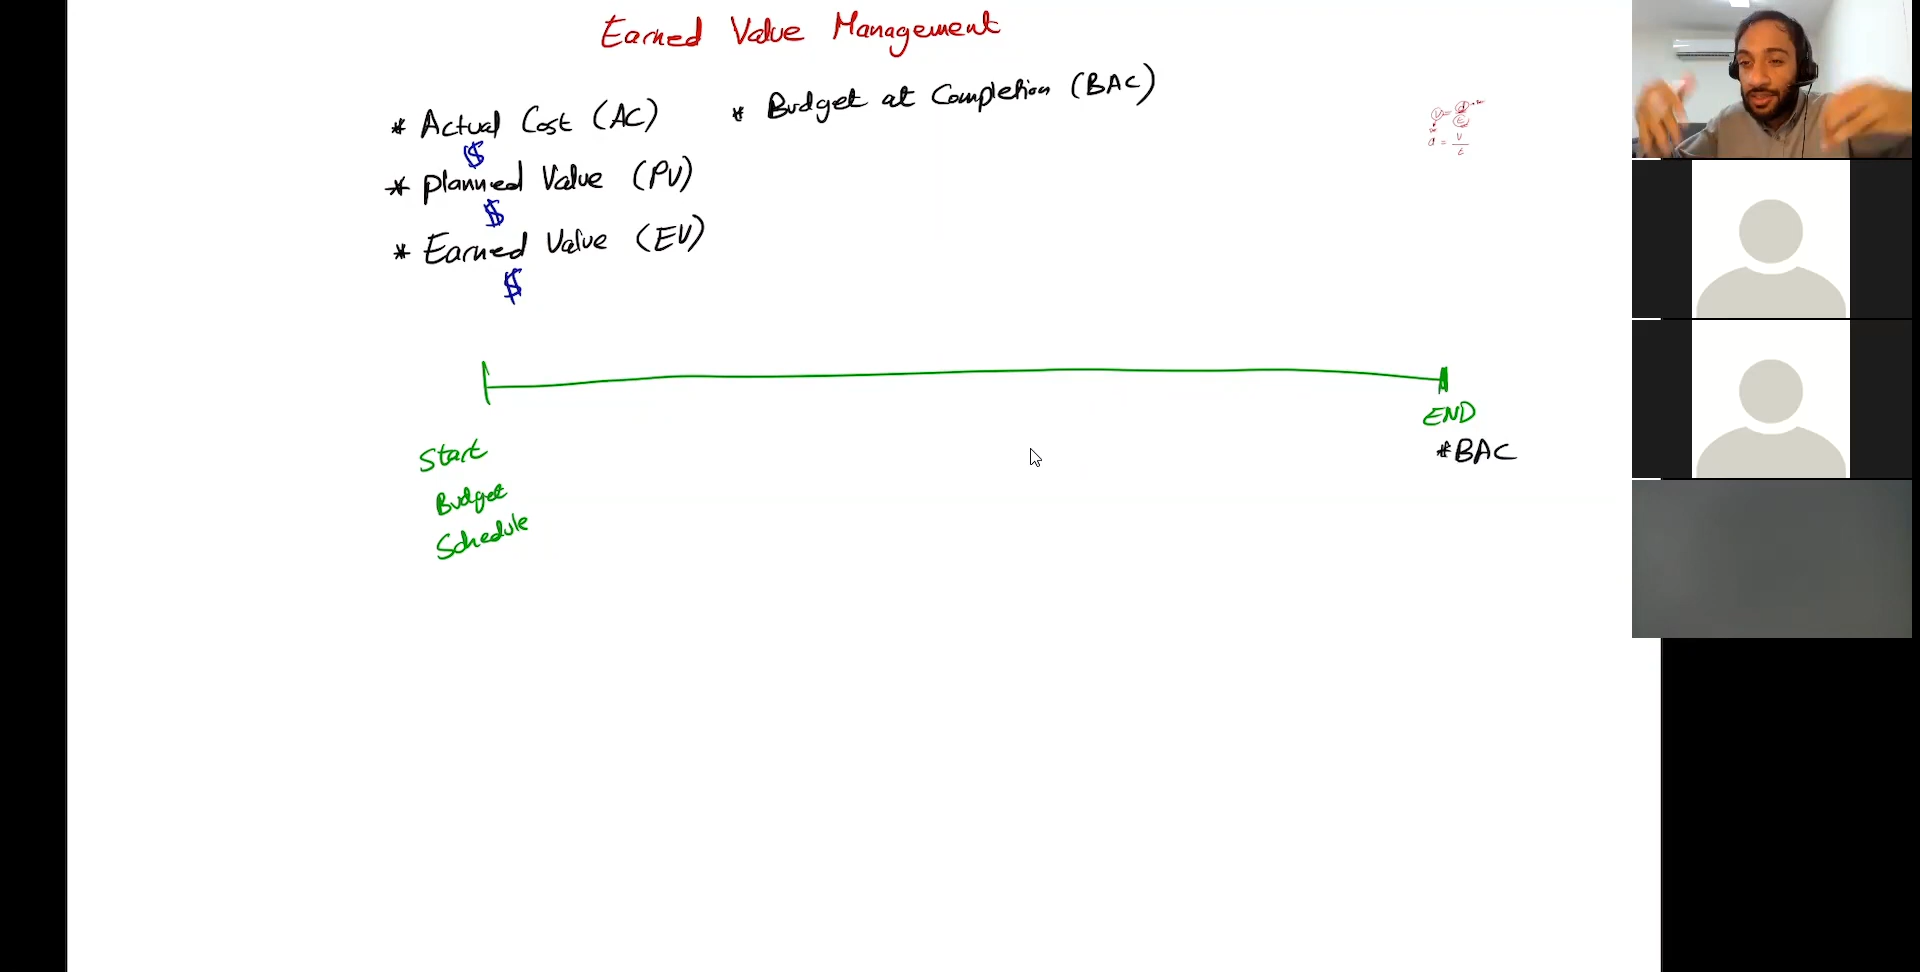 Earned Value Management
* Actual Cost (AC)
$
* Planned Value (PV)
$
* Earned Value (EV)
$
* Budget at Completion (BAC)
Start
Budget
Schedule
END
*BAC